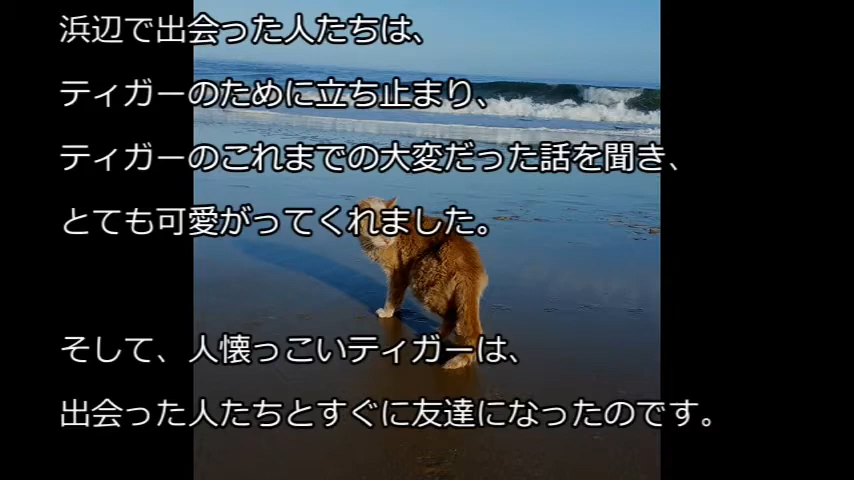 浜辺で出会った人たちは、
ティガーのために立ち止まり、
ティガーのこれまでの大変だった話を聞き、
とても可愛がってくれました。
そして、人懐っこいティガーは、
出会った人たちとすぐに友達になったのです。